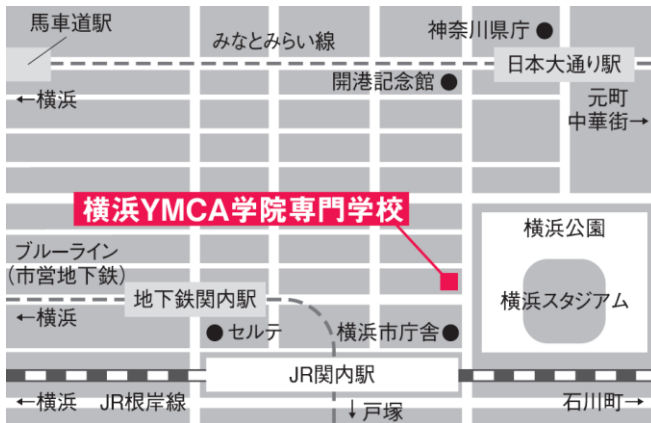 馬車道駅
みなとみらい線
神奈川県庁
日本大通り駅
開港記念館
←横浜
元町
中華街→
横浜YMCA学院専門学校
横浜公園
ブルーライン
(市営地下鉄)
地下鉄関内駅
横浜スタジアム
←横浜
セルテ
横浜市庁舎
JR関内駅
←横浜
JR根岸線
↓戸塚
石川町→